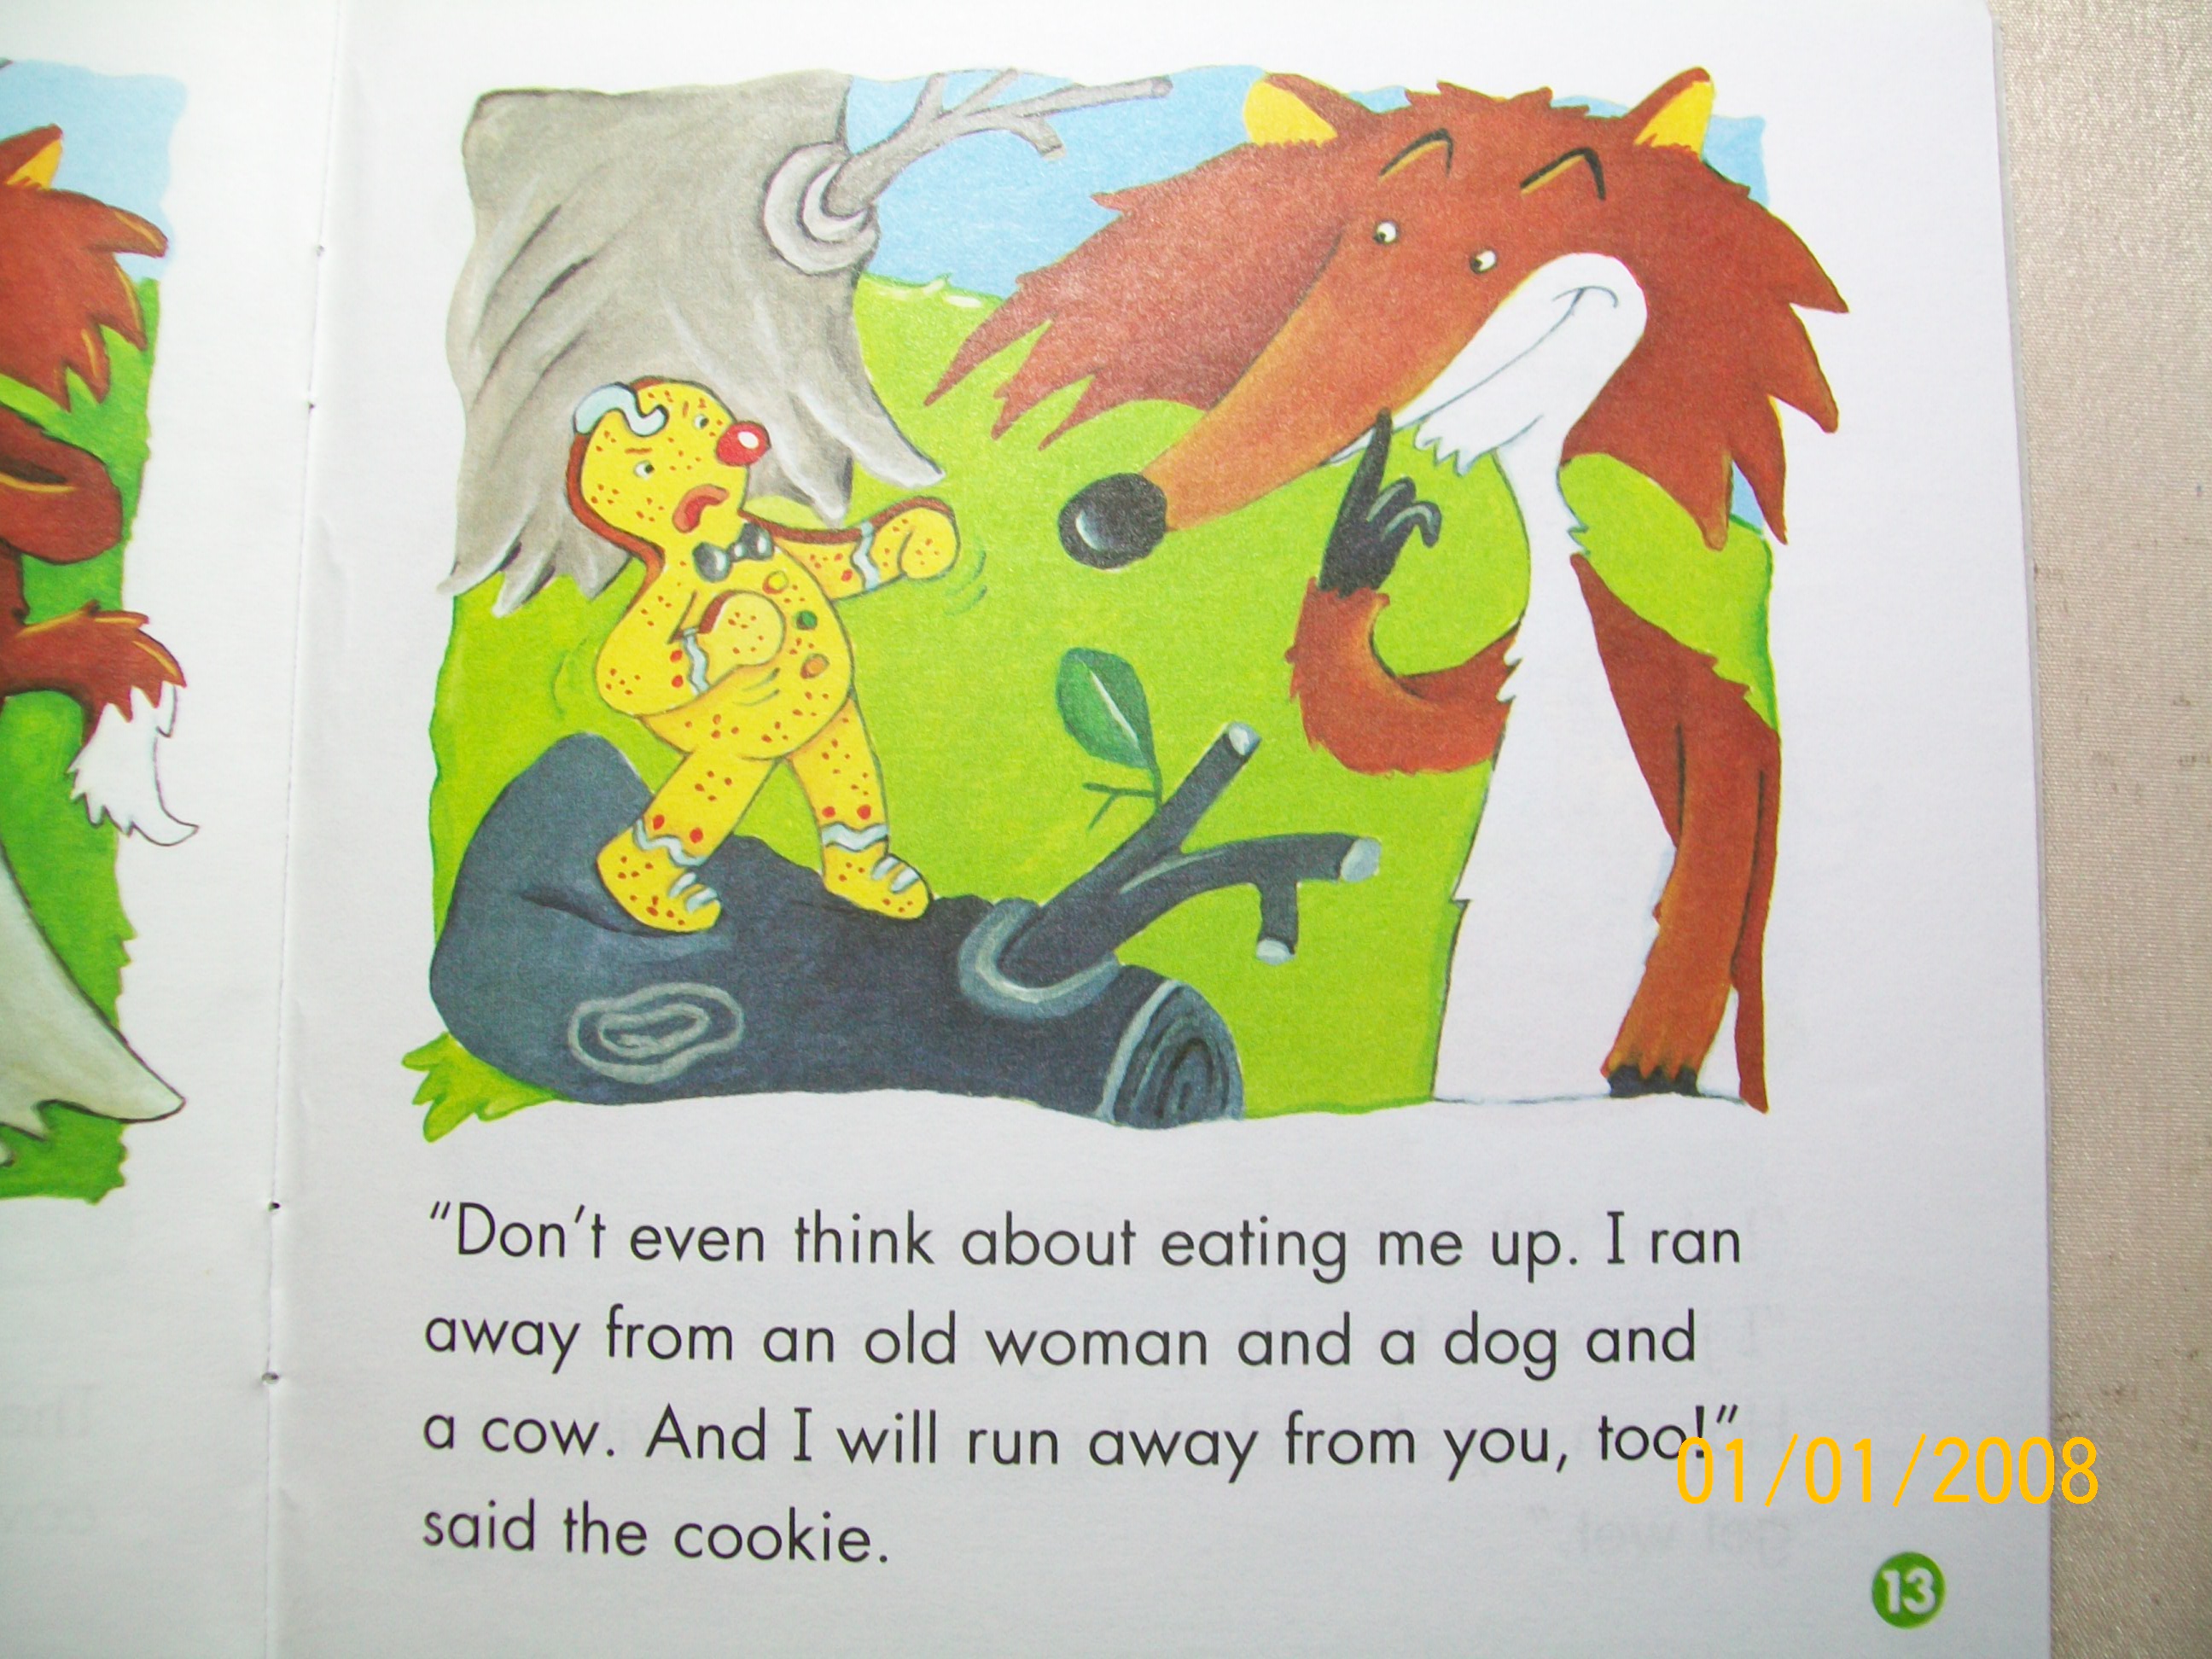 “Don’t even think about eating me up. I ran
away from an old woman and a dog and
a cow. And I will run away from you, too!”
said the cookie.
01/01/2008
13